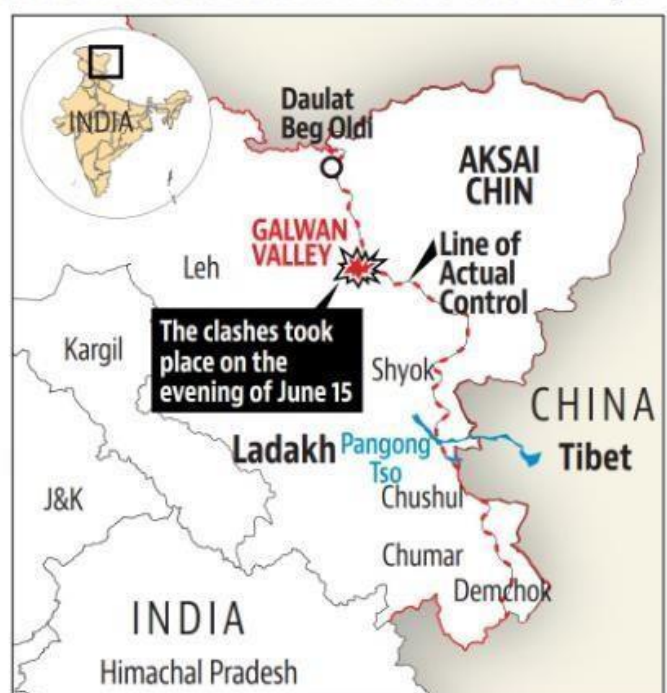 INDIA
Daulat
Beg Oldi
AKSAI
CHIN
GALWAN
VALLEY
Line of
Actual
Control
Leh
The clashes took
place on the
evening of June 15
Kargil
Shyok
CHINA
Ladakh
Pangong
Tso
Tibet
J&K
Chushul
Chumar
Demchok
INDIA
Himachal Pradesh